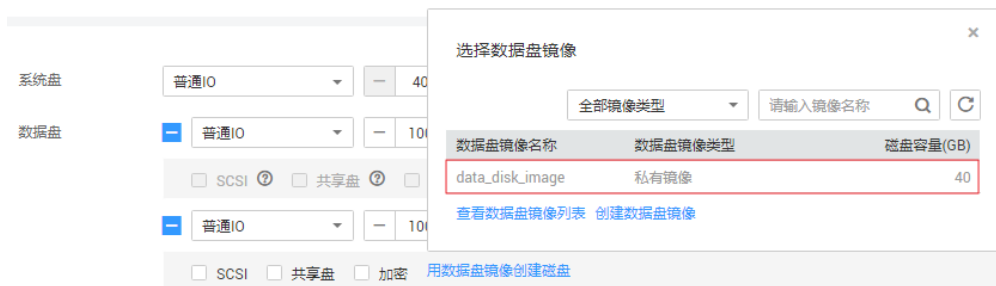 选择数据盘镜像
系统盘 普通IO 40
全部镜像类型 请输入镜像名称
数据盘 普通IO 100
数据盘镜像名称 数据盘镜像类型 磁盘容量(GB)
SCSI 共享盘
data_disk_image 私有镜像 40
查看数据盘镜像列表 创建数据盘镜像
普通IO 100
SCSI 共享盘 加密 用数据盘镜像创建磁盘